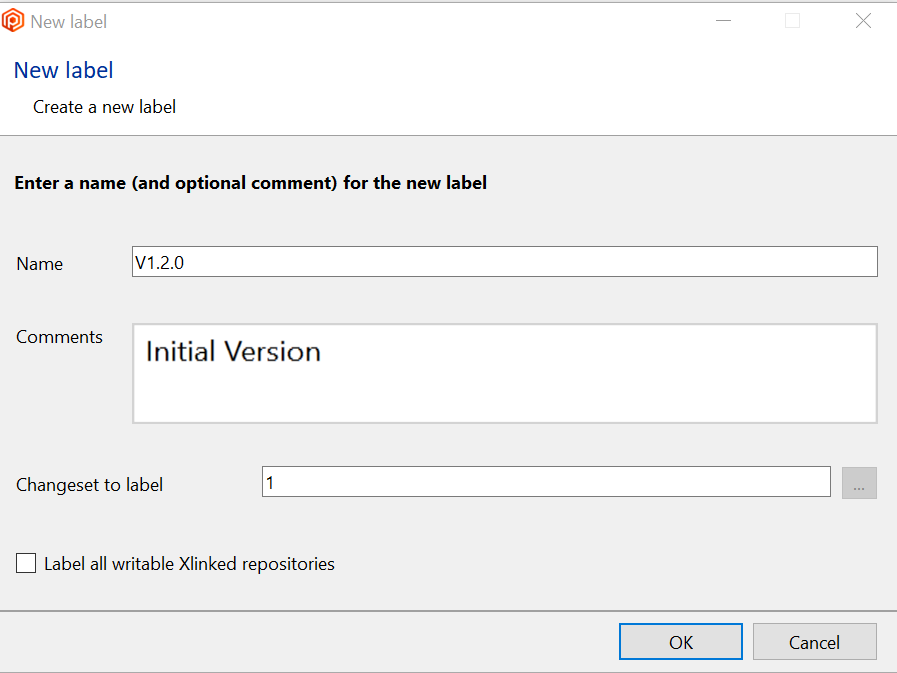 New label
New label
Create a new label
Enter a name (and optional comment) for the new label
Name V1.2.0
Comments Initial Version
Changeset to label 1 ...
Label all writable Xlinked repositories
OK Cancel